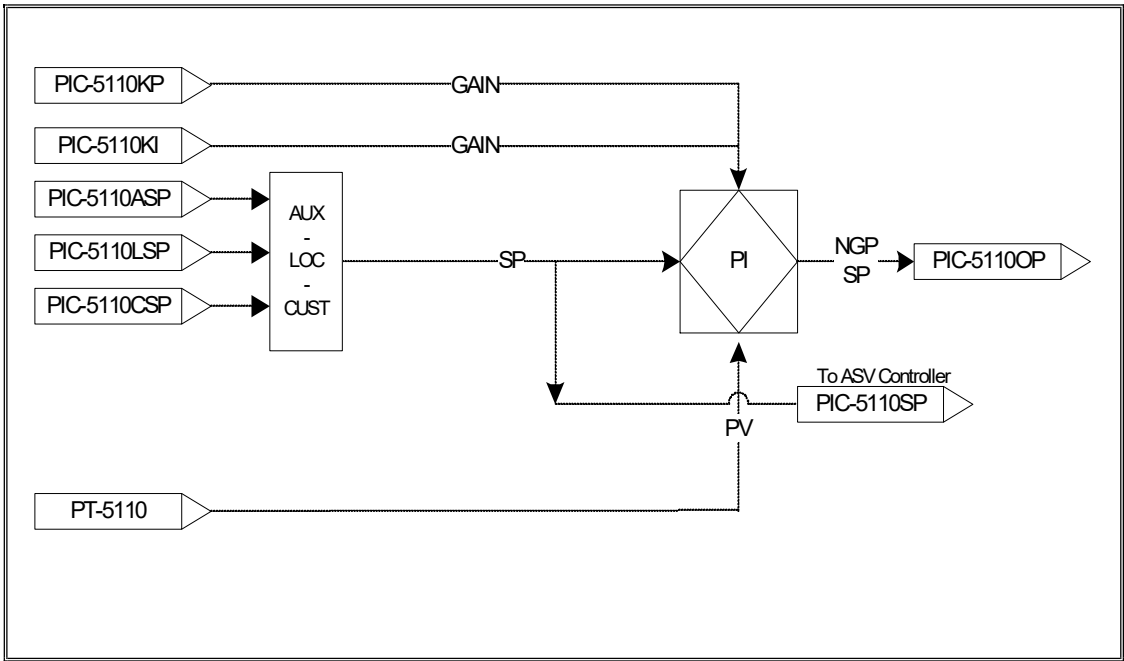 PIC-5110KP
GAIN
PIC-5110KI
GAIN
PIC-5110ASP
PIC-5110LSP
PIC-5110CSP
AUX
-
LOC
-
CUST
SP
PI
NGP
SP
PIC-5110OP
To ASV Controller
PIC-5110SP
PV
PT-5110